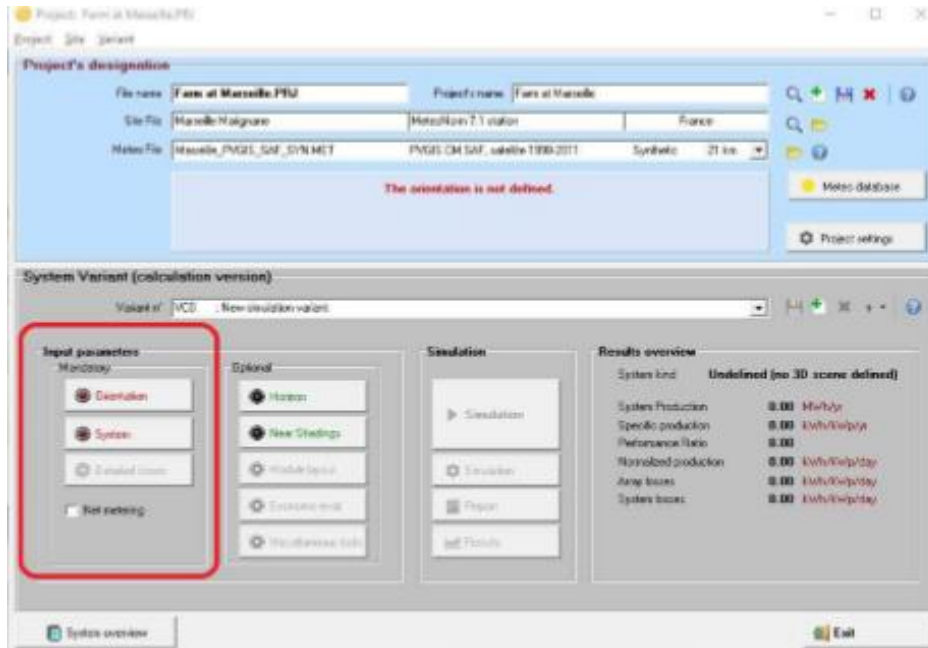 Project: Farm at Marseille.PRJ
Project Site Variant
Project's designation
File name Farm at Marseille.PRJ Project's name Farm at Marseille
Site File Marseille Marignane MeteoNorm 7.1 station France
Meteo File Marseille_PVGIS_SAF_SYN.MET PVGIS CM SAF, satelite 1998-2011 Synthetic 21 km
The orientation is not defined.
Meteo database
Project settings
System Variant (calculation version)
Variant n° VC0 : New simulation variant
Input parameters
Mandatory
Orientation
System
Detailed losses
Net metering
Optional
Horizon
Near Shadings
Module layout
Economic eval.
Miscellaneous tools
Simulation
Simulation
Simulation
Report
Results
Results overview
System kind Undefined (no 3D scene defined)
System Production 0.00 MWh/yr
Specific production 0.00 kWh/kWp/yr
Performance Ratio 0.00
Normalized production 0.00 kWh/kWp/day
Array losses 0.00 kWh/kWp/day
System losses 0.00 kWh/kWp/day
System overview
Exit